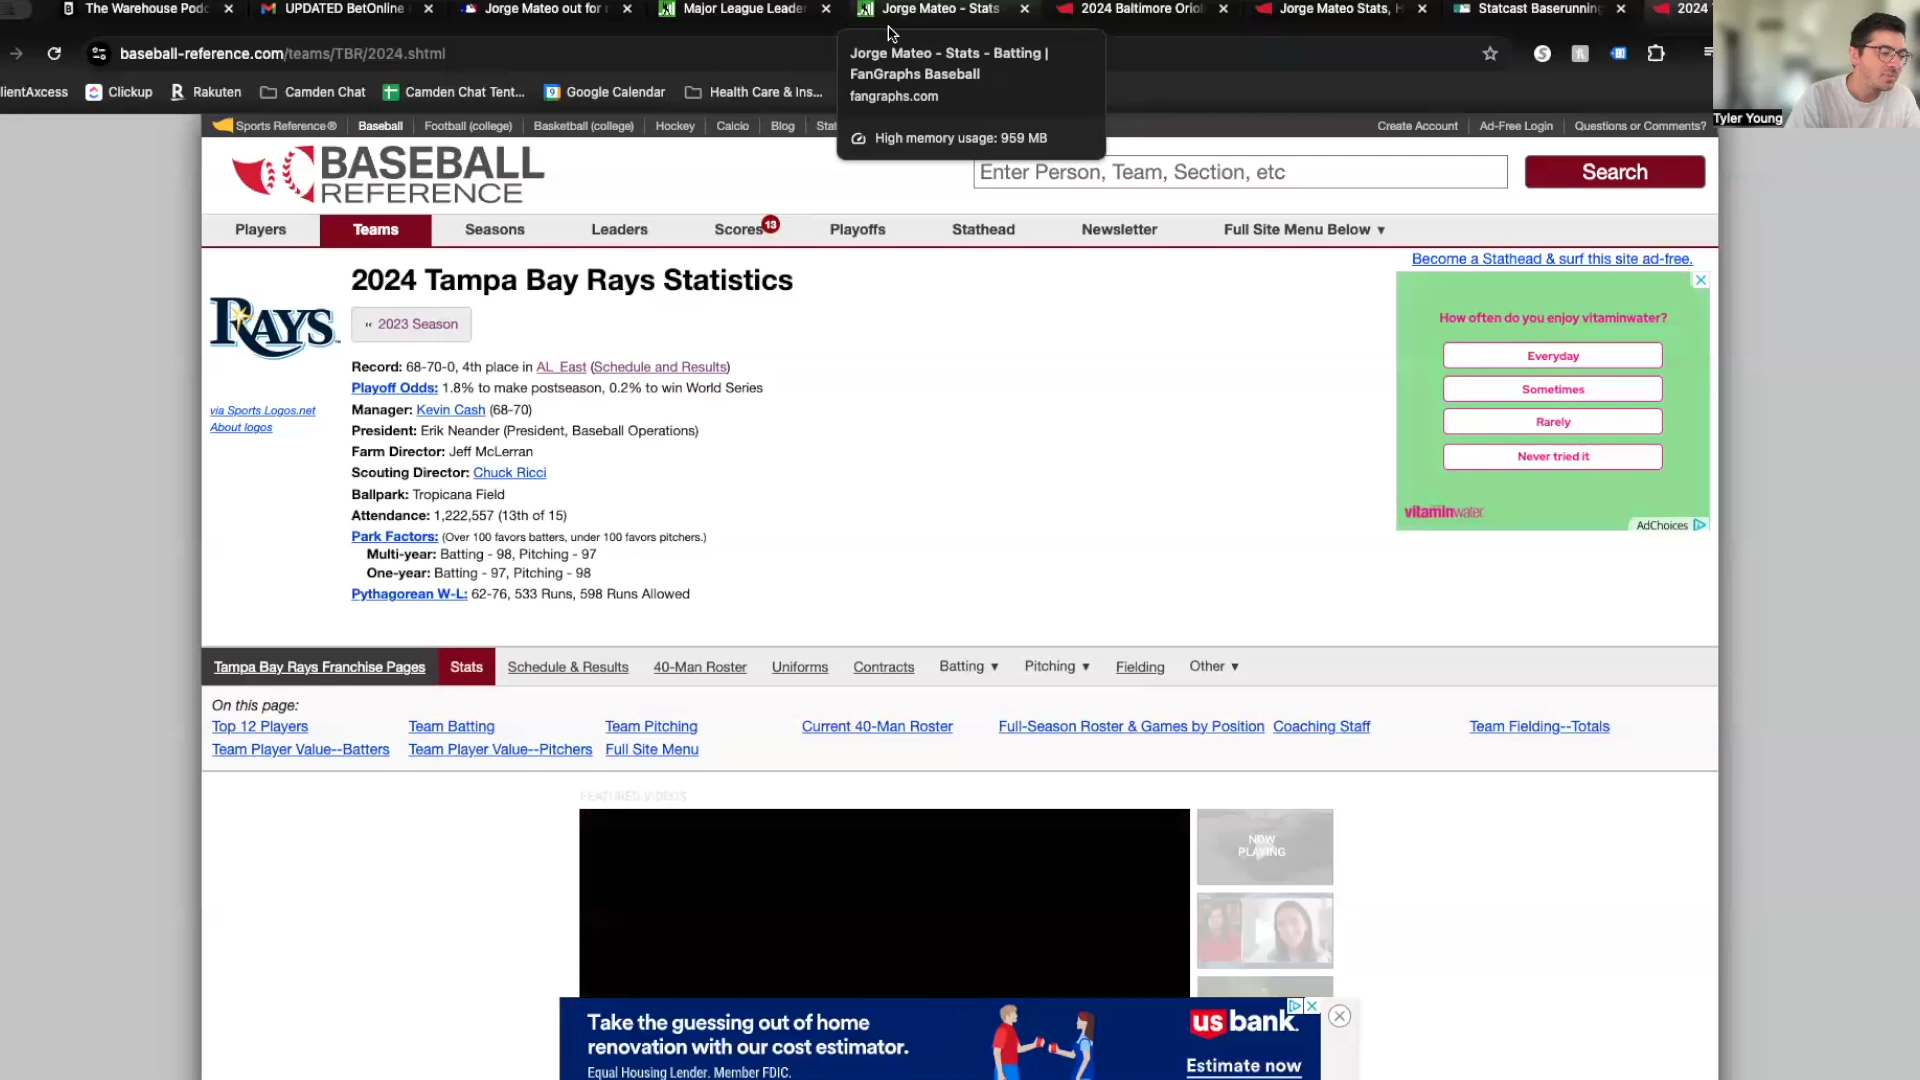 The Warehouse Pod
UPDATED BetOnline
Jorge Mateo out for
Major League Leade
Jorge Mateo - Stats
2024 Baltimore Oriol
Jorge Mateo Stats, H
Statcast Baserunning
2024
baseball-reference.com/teams/TBR/2024.shtml
Jorge Mateo - Stats - Batting |
FanGraphs Baseball
fangraphs.com
High memory usage: 959 MB
lientAxcess
Clickup
Rakuten
Camden Chat
Camden Chat Tent...
Google Calendar
Health Care & Ins...
Tyler Young
Sports Reference®
Baseball
Football (college)
Basketball (college)
Hockey
Calcio
Blog
Stat
Create Account
Ad-Free Login
Questions or Comments?
BASEBALL
REFERENCE
Enter Person, Team, Section, etc
Search
Players
Teams
Seasons
Leaders
Scores 13
Playoffs
Stathead
Newsletter
Full Site Menu Below ▼
Become a Stathead & surf this site ad-free.
RAYS
via Sports Logos.net
About logos
2024 Tampa Bay Rays Statistics
‹‹ 2023 Season
Record: 68-70-0, 4th place in AL_East (Schedule and Results)
Playoff Odds: 1.8% to make postseason, 0.2% to win World Series
Manager: Kevin Cash (68-70)
President: Erik Neander (President, Baseball Operations)
Farm Director: Jeff McLerran
Scouting Director: Chuck Ricci
Ballpark: Tropicana Field
Attendance: 1,222,557 (13th of 15)
Park Factors: (Over 100 favors batters, under 100 favors pitchers.)
Multi-year: Batting - 98, Pitching - 97
One-year: Batting - 97, Pitching - 98
Pythagorean W-L: 62-76, 533 Runs, 598 Runs Allowed
How often do you enjoy vitaminwater?
Everyday
Sometimes
Rarely
Never tried it
vitaminwater
AdChoices
Tampa Bay Rays Franchise Pages
Stats
Schedule & Results
40-Man Roster
Uniforms
Contracts
Batting ▼
Pitching ▼
Fielding
Other ▼
On this page:
Top 12 Players
Team Batting
Team Pitching
Current 40-Man Roster
Full-Season Roster & Games by Position
Coaching Staff
Team Fielding--Totals
Team Player Value--Batters
Team Player Value--Pitchers
Full Site Menu
FEATURED VIDEOS
NOW
PLAYING
Take the guessing out of home
renovation with our cost estimator.
Equal Housing Lender. Member FDIC.
us bank.
Estimate now